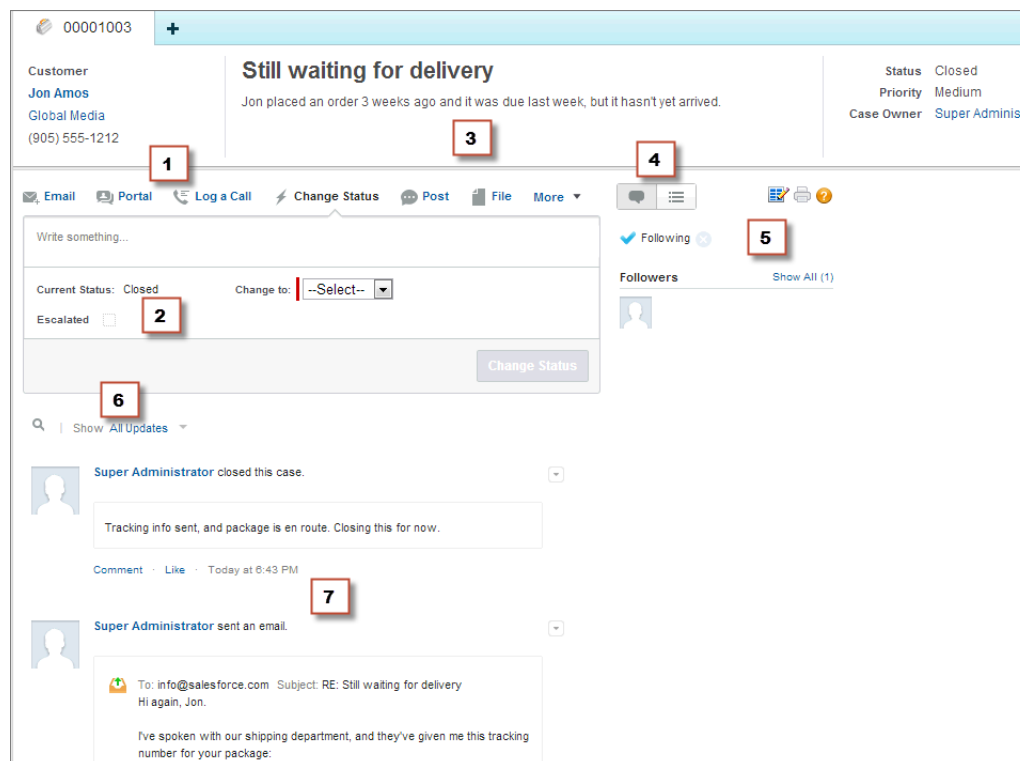 00001003 +
Customer
Jon Amos
Global Media
(905) 555-1212
Still waiting for delivery
Jon placed an order 3 weeks ago and it was due last week, but it hasn't yet arrived.
Status Closed
Priority Medium
Case Owner Super Adminis
1
3
4
Email Portal Log a Call Change Status Post File More
Write something...
Current Status: Closed Change to: --Select--
Escalated
2
Change Status
?
Following
5
Followers Show All (1)
6
Show All Updates
Super Administrator closed this case.
Tracking info sent, and package is en route. Closing this for now.
Comment · Like · Today at 6:43 PM
7
Super Administrator sent an email.
To: info@salesforce.com Subject: RE: Still waiting for delivery
Hi again, Jon.
I've spoken with our shipping department, and they've given me this tracking
number for your package: